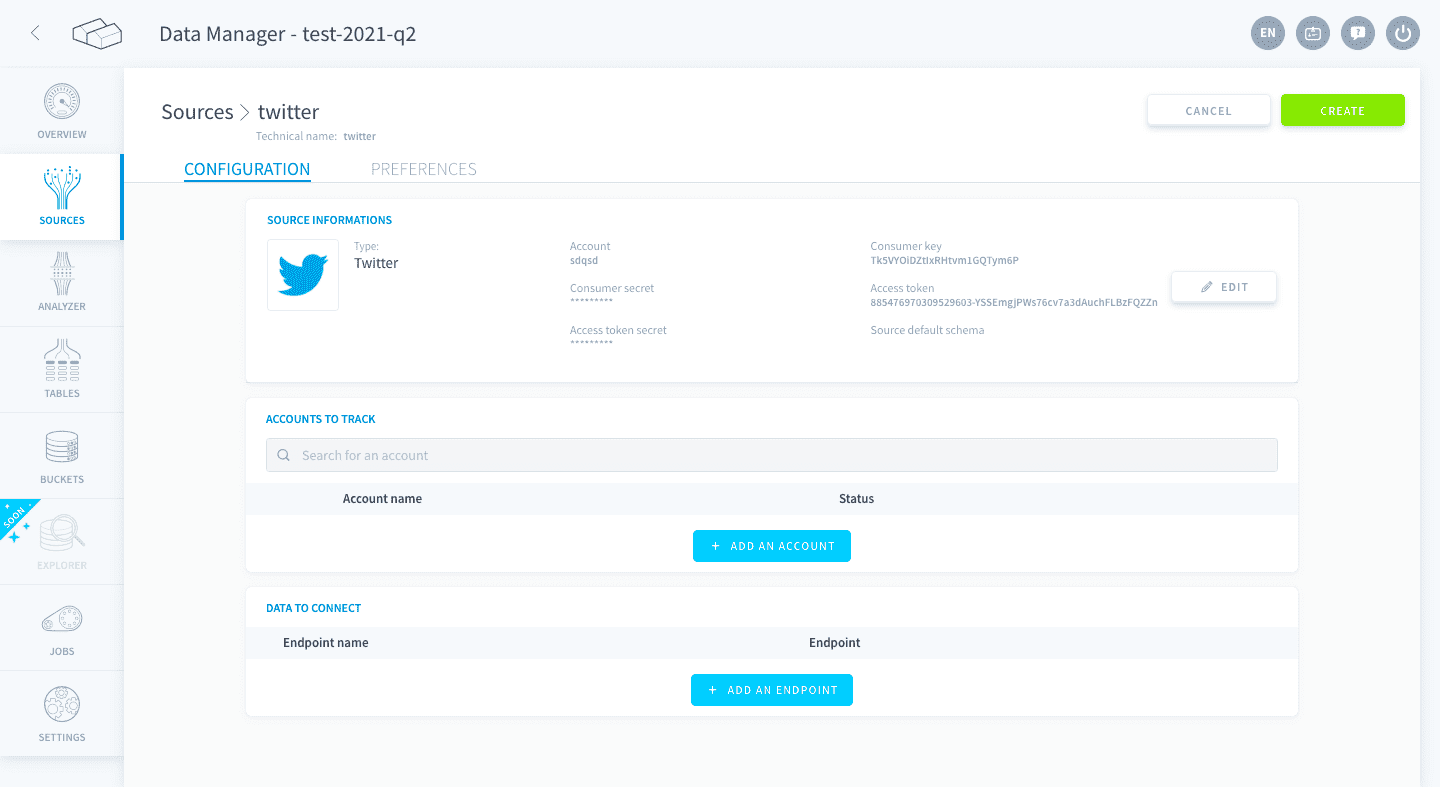 Data Manager - test-2021-q2
EN
OVERVIEW
SOURCES
ANALYZER
TABLES
BUCKETS
SOON
EXPLORER
JOBS
SETTINGS
Sources > twitter
Technical name: twitter
CANCEL
CREATE
CONFIGURATION
PREFERENCES
SOURCE INFORMATIONS
Type:
Twitter
Account
sdqsd
Consumer secret
*********
Access token secret
*********
Consumer key
Tk5VYOiDZtIxRHtvm1GQTym6P
Access token
885476970309529603-YSSEmgjPWs76cv7a3dAuchFLBzFQZZn
Source default schema
EDIT
ACCOUNTS TO TRACK
Search for an account
Account name
Status
+ ADD AN ACCOUNT
DATA TO CONNECT
Endpoint name
Endpoint
+ ADD AN ENDPOINT